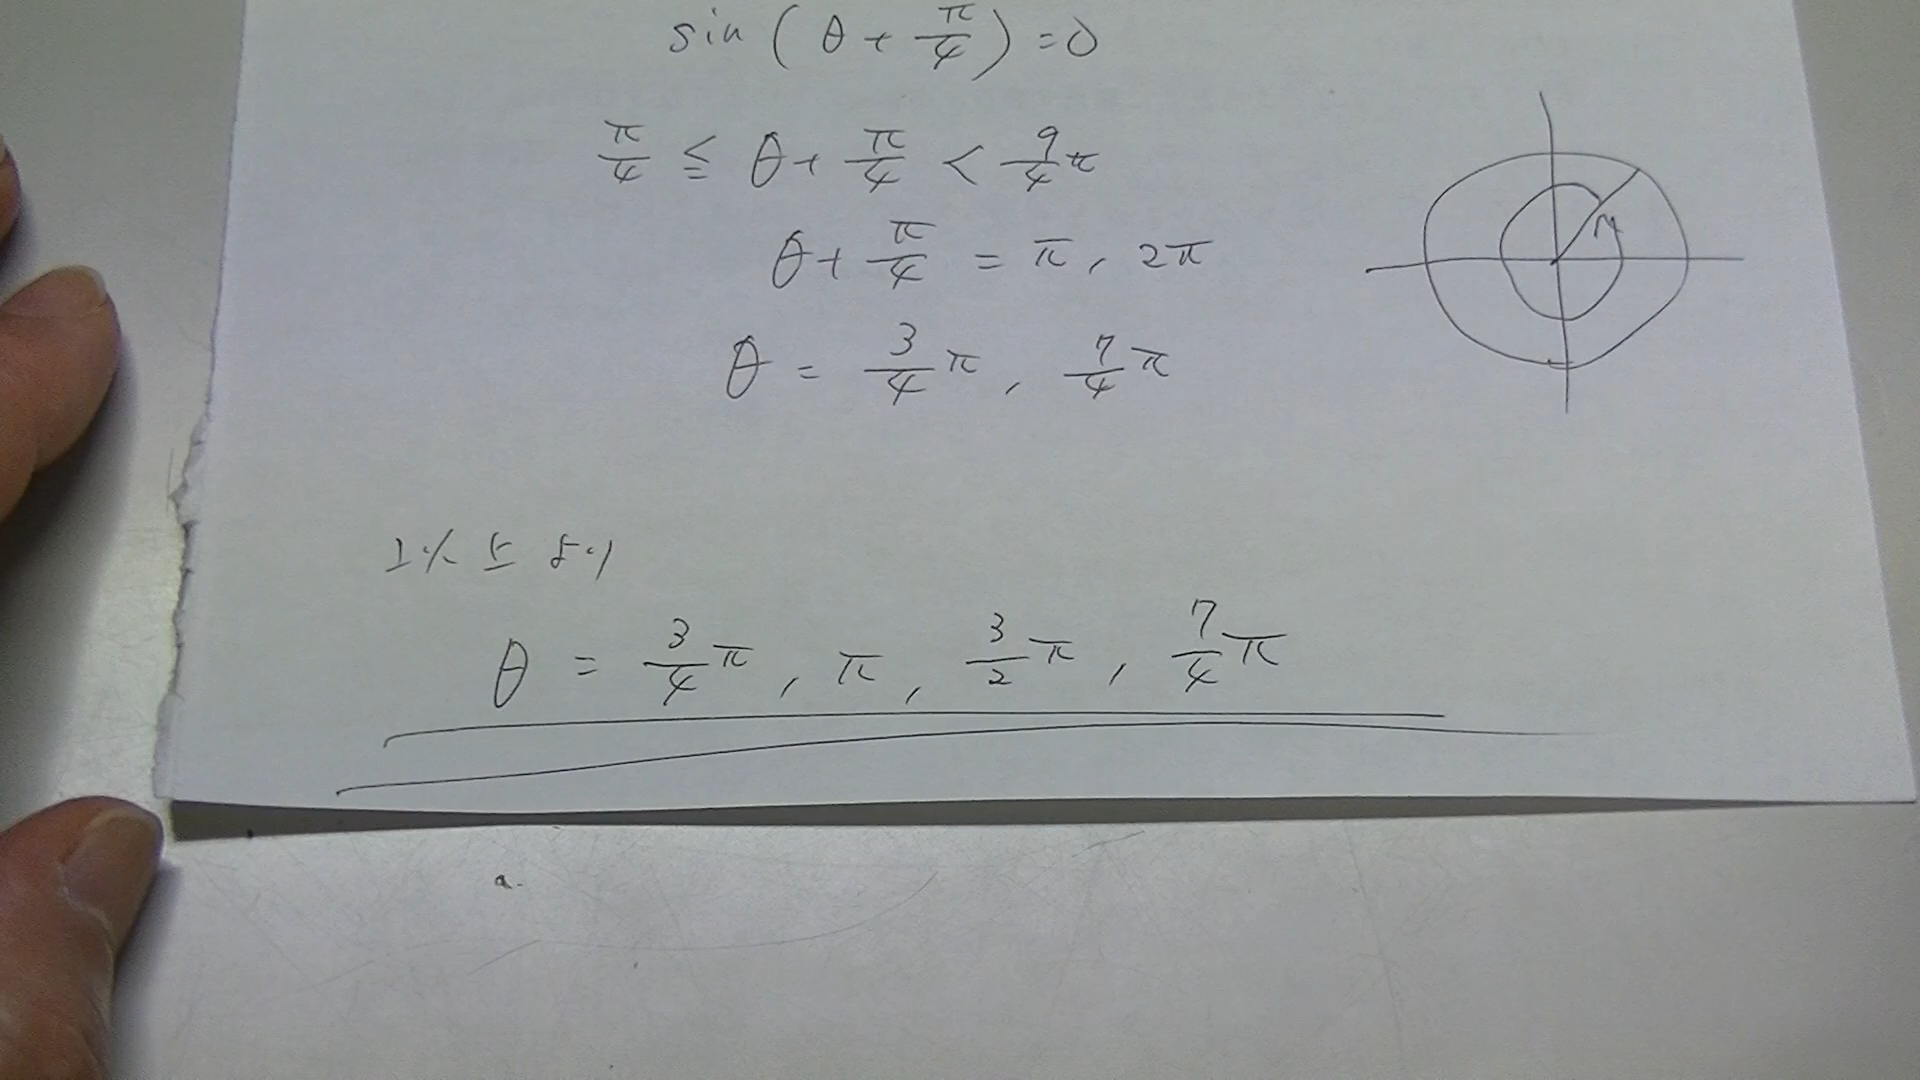 sin(θ+π/4)=0
π/4 ≦ θ+π/4 < 9/4π
θ+π/4 = π, 2π
θ = 3/4π, 7/4π
以上より
θ = 3/4π, π, 3/2π, 7/4π